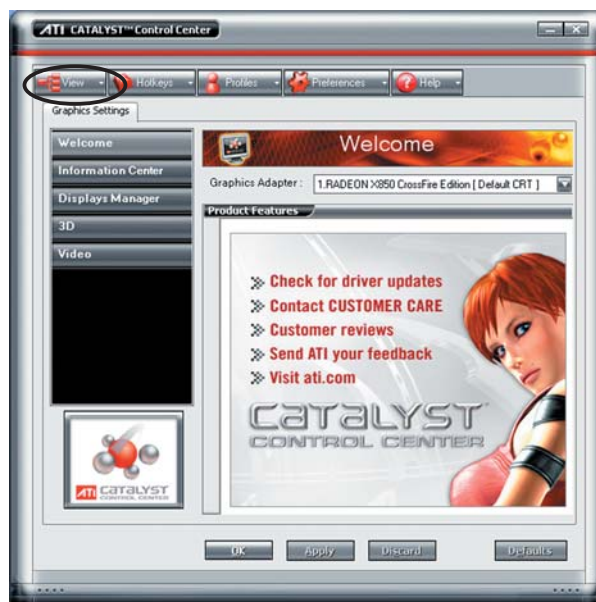 ATI CATALYST™ Control Center
View Hotkeys Profiles Preferences Help
Graphics Settings
Welcome
Information Center
Displays Manager
3D
Video
Welcome
Graphics Adapter : 1.RADEON X850 CrossFire Edition [ Default CRT ]
Product Features
Check for driver updates
Contact CUSTOMER CARE
Customer reviews
Send ATI your feedback
Visit ati.com
CATALYST
CONTROL CENTER
ATI CATALYST
CONTROL CENTER
OK Apply Discard Defaults